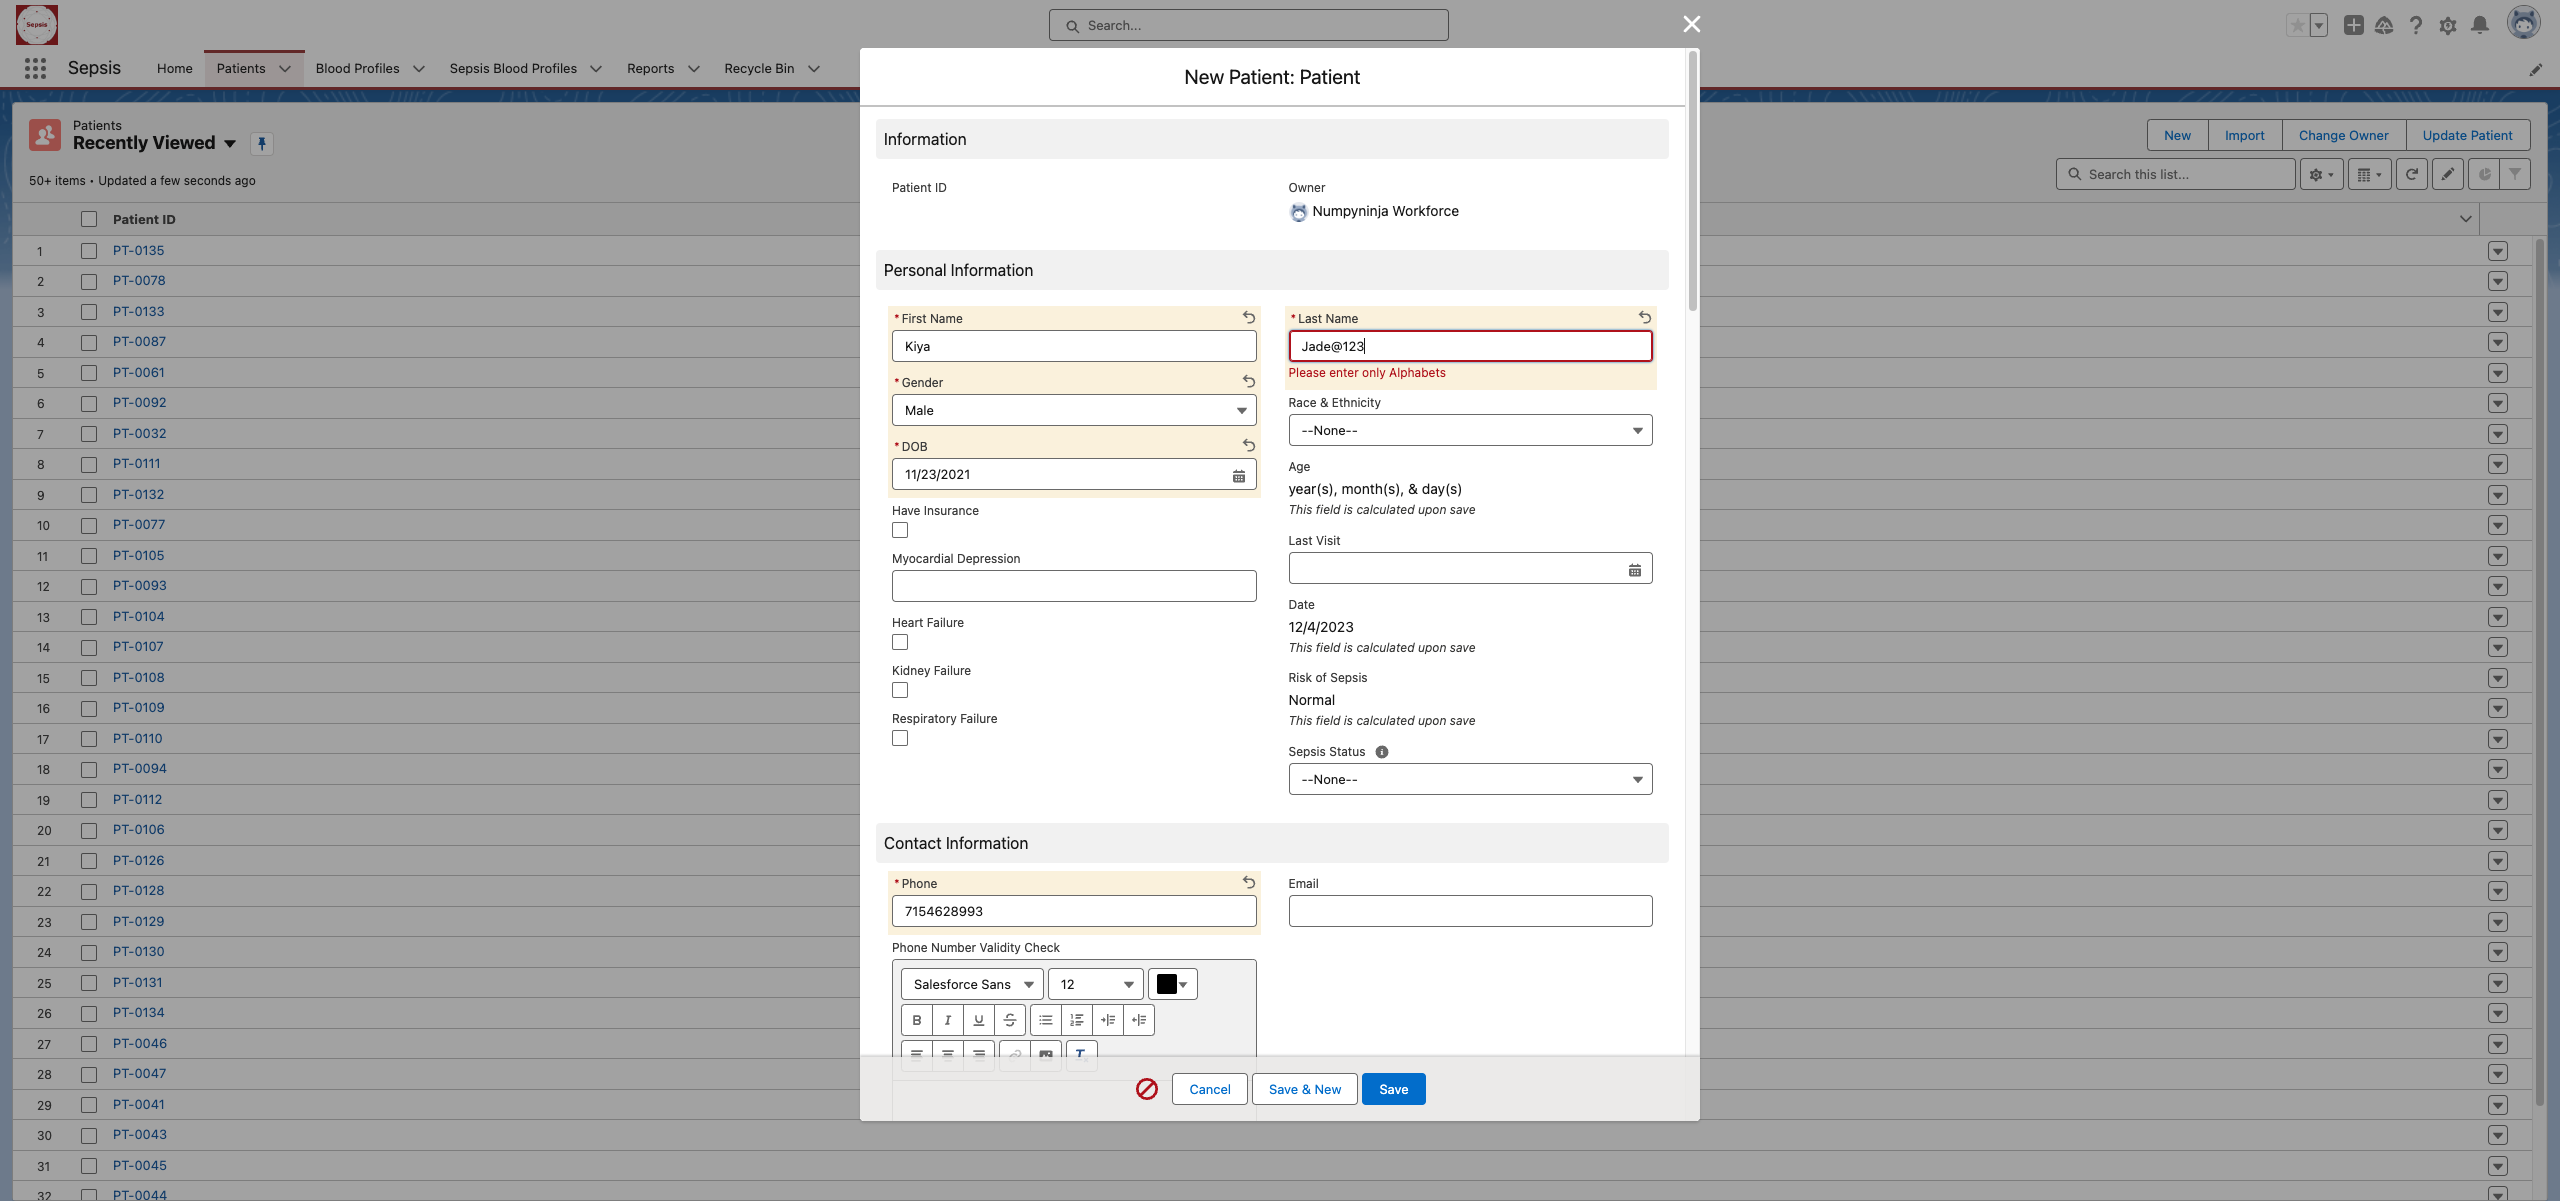 Sepsis
Search...
Sepsis
Home
Patients
Blood Profiles
Sepsis Blood Profiles
Reports
Recycle Bin
Patients
Recently Viewed
50+ items • Updated a few seconds ago
New
Import
Change Owner
Update Patient
Search this list...
Patient ID
1 PT-0135
2 PT-0078
3 PT-0133
4 PT-0087
5 PT-0061
6 PT-0092
7 PT-0032
8 PT-0111
9 PT-0132
10 PT-0077
11 PT-0105
12 PT-0093
13 PT-0104
14 PT-0107
15 PT-0108
16 PT-0109
17 PT-0110
18 PT-0094
19 PT-0112
20 PT-0106
21 PT-0126
22 PT-0128
23 PT-0129
24 PT-0130
25 PT-0131
26 PT-0134
27 PT-0046
28 PT-0047
29 PT-0041
30 PT-0043
31 PT-0045
32 PT-0044
New Patient: Patient
Information
Patient ID
Owner
Numpyninja Workforce
Personal Information
* First Name
Kiya
* Last Name
Jade@123
Please enter only Alphabets
* Gender
Male
Race & Ethnicity
--None--
* DOB
11/23/2021
Age
year(s), month(s), & day(s)
This field is calculated upon save
Have Insurance
Last Visit
Myocardial Depression
Date
12/4/2023
This field is calculated upon save
Heart Failure
Kidney Failure
Risk of Sepsis
Normal
This field is calculated upon save
Respiratory Failure
Sepsis Status
--None--
Contact Information
* Phone
7154628993
Email
Phone Number Validity Check
Salesforce Sans
12
B I U S
Cancel
Save & New
Save